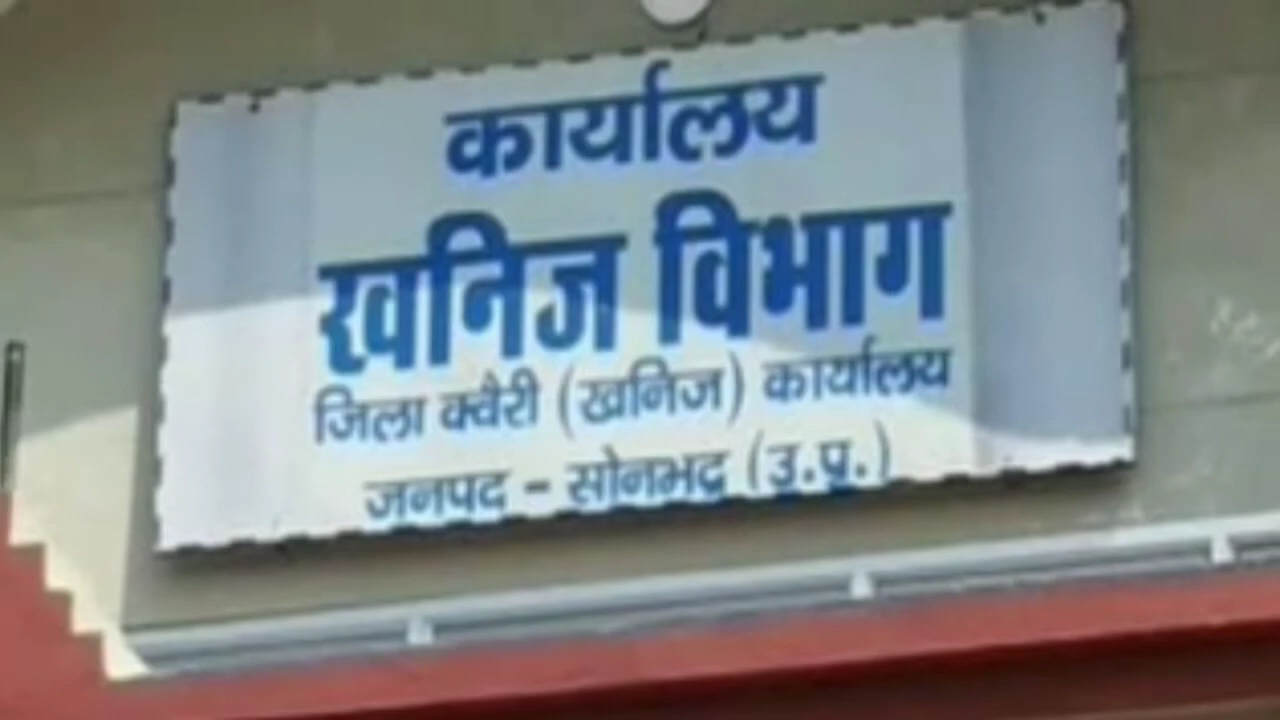 कार्यालय
खनिज विभाग
जिला क्वैरी (खनिज) कार्यालय
जनपद - सोनभद्र (उ.प्र.)